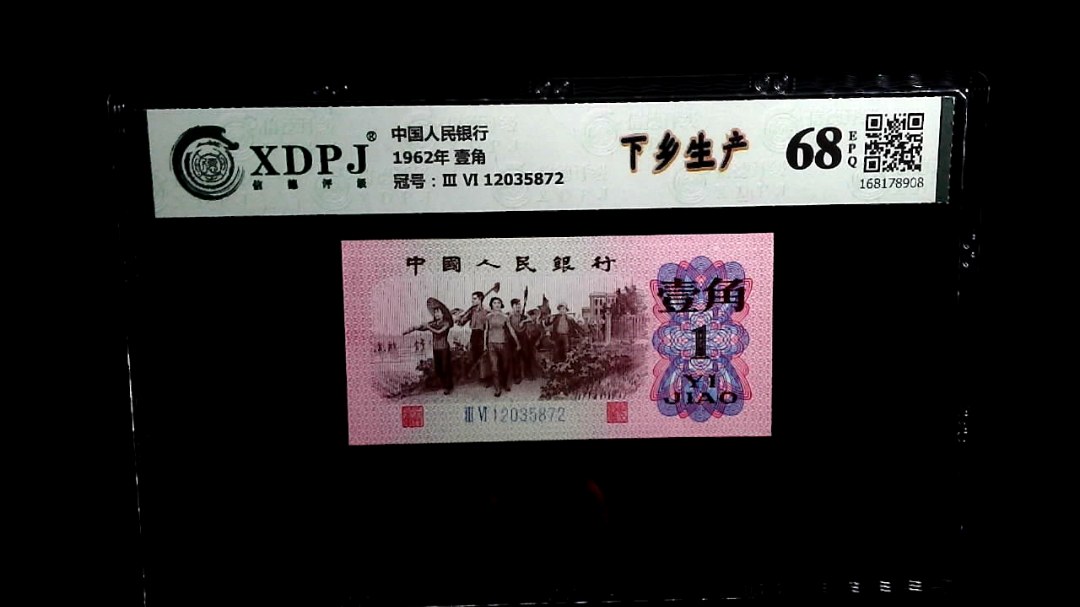 XDPJ®
信德评级
中国人民银行
1962年 壹角
冠号：Ⅲ Ⅵ 12035872
下乡生产
68
EPQ
168178908
中國人民銀行
壹角
1
YI
JIAO
Ⅲ Ⅵ 12035872